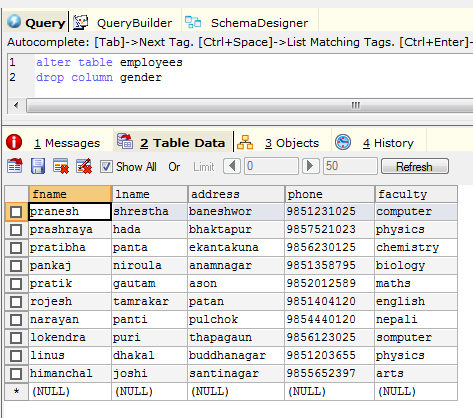 Query QueryBuilder SchemaDesigner
Autocomplete: [Tab]->Next Tag. [Ctrl+Space]->List Matching Tags. [Ctrl+Enter]-
1 alter table employees
2 drop column gender
1 Messages 2 Table Data 3 Objects 4 History
Show All Or Limit 0 50 Refresh
fname lname address phone faculty
pranesh shrestha baneshwor 9851231025 computer
prashraya hada bhaktapur 9857521023 physics
pratibha panta ekantakuna 9856230125 chemistry
pankaj niroula anamnagar 9851358795 biology
pratik gautam ason 9852012589 maths
rojesh tamrakar patan 9851404120 english
narayan panti pulchok 9854440120 nepali
lokendra puri thapagaun 9856123025 somputer
linus dhakal buddhanagar 9851203655 physics
himanchal joshi santinagar 9855652397 arts
* (NULL) (NULL) (NULL) (NULL) (NULL)